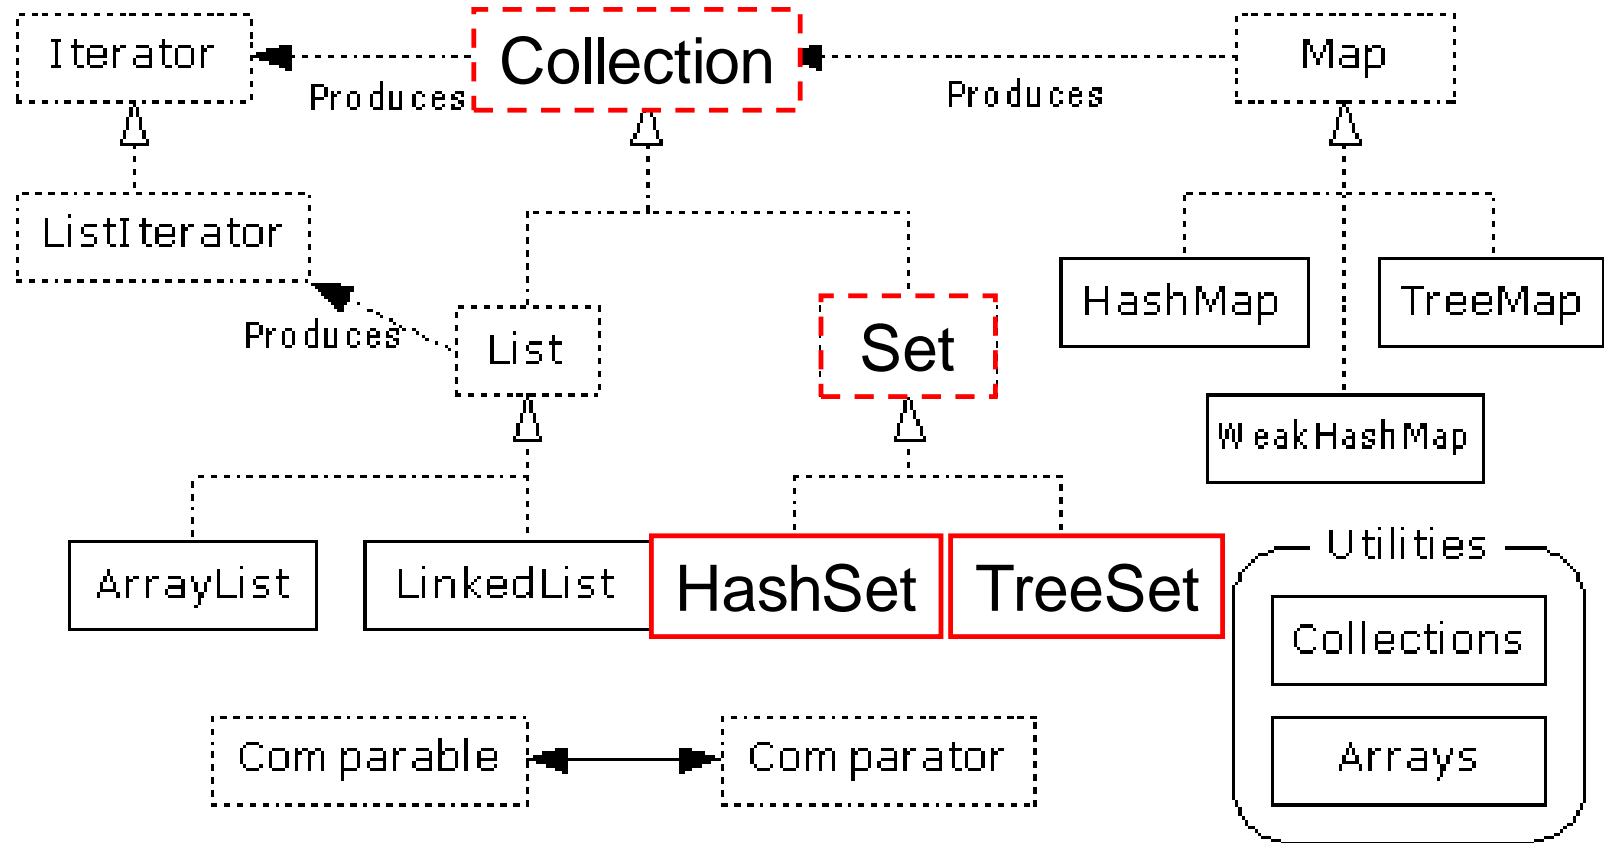 Iterator
Collection
Map
Produces
Produces
ListIterator
HashMap
TreeMap
Produces
List
Set
WeakHashMap
ArrayList
LinkedList
HashSet
TreeSet
Utilities
Collections
Arrays
Comparable
Comparator